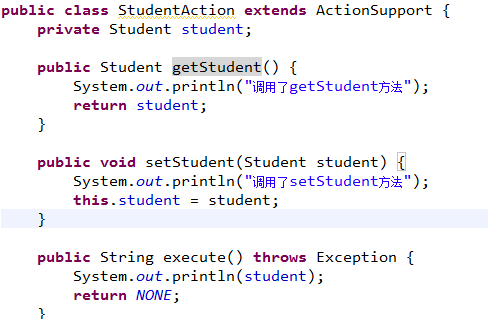 public class StudentAction extends ActionSupport {
    private Student student;

    public Student getStudent() {
        System.out.println("调用了getStudent方法");
        return student;
    }

    public void setStudent(Student student) {
        System.out.println("调用了setStudent方法");
        this.student = student;
    }

    public String execute() throws Exception {
        System.out.println(student);
        return NONE;
    }